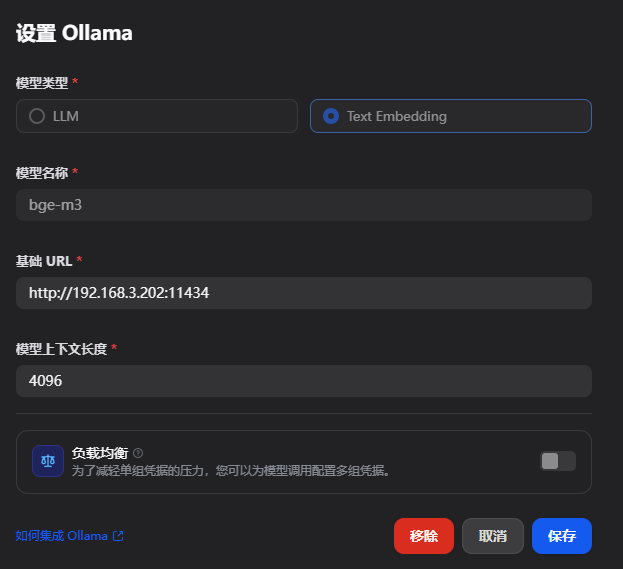 设置 Ollama
模型类型 *
LLM
Text Embedding
模型名称 *
bge-m3
基础 URL *
http://192.168.3.202:11434
模型上下文长度 *
4096
负载均衡
为了减轻单组凭据的压力，您可以为模型调用配置多组凭据。
如何集成 Ollama
移除
取消
保存